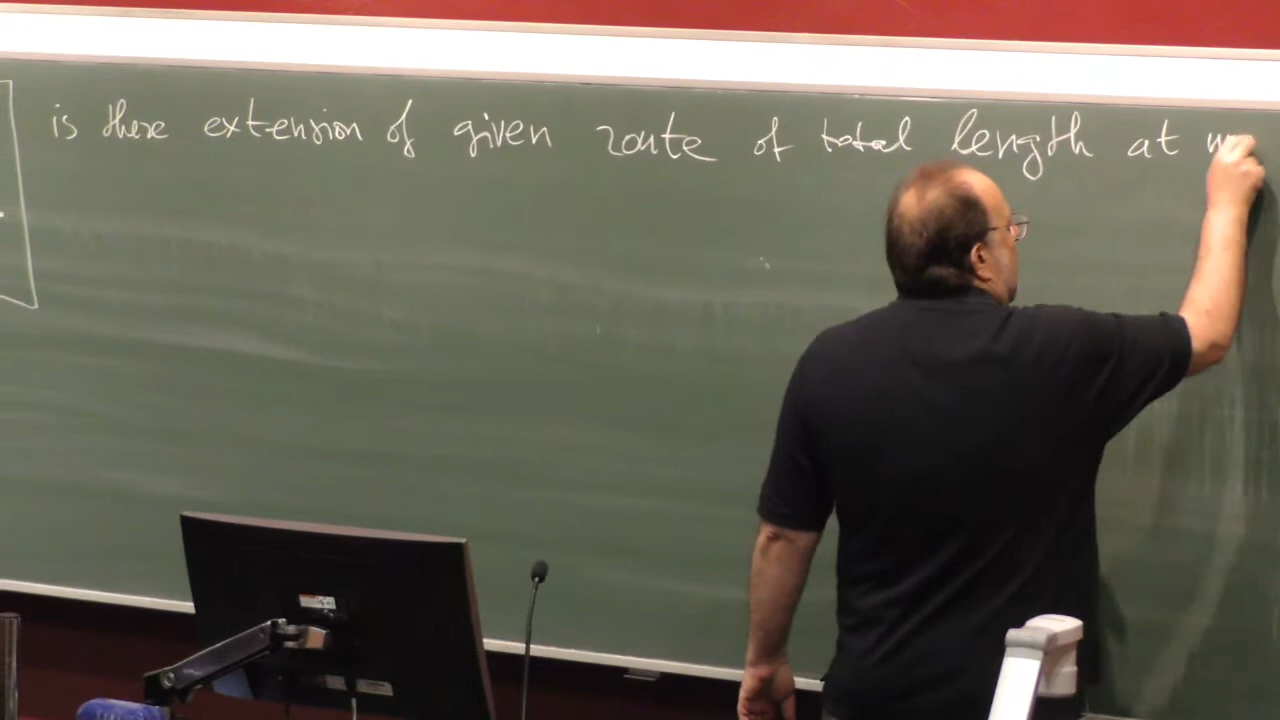 is there extension of given route of total length at